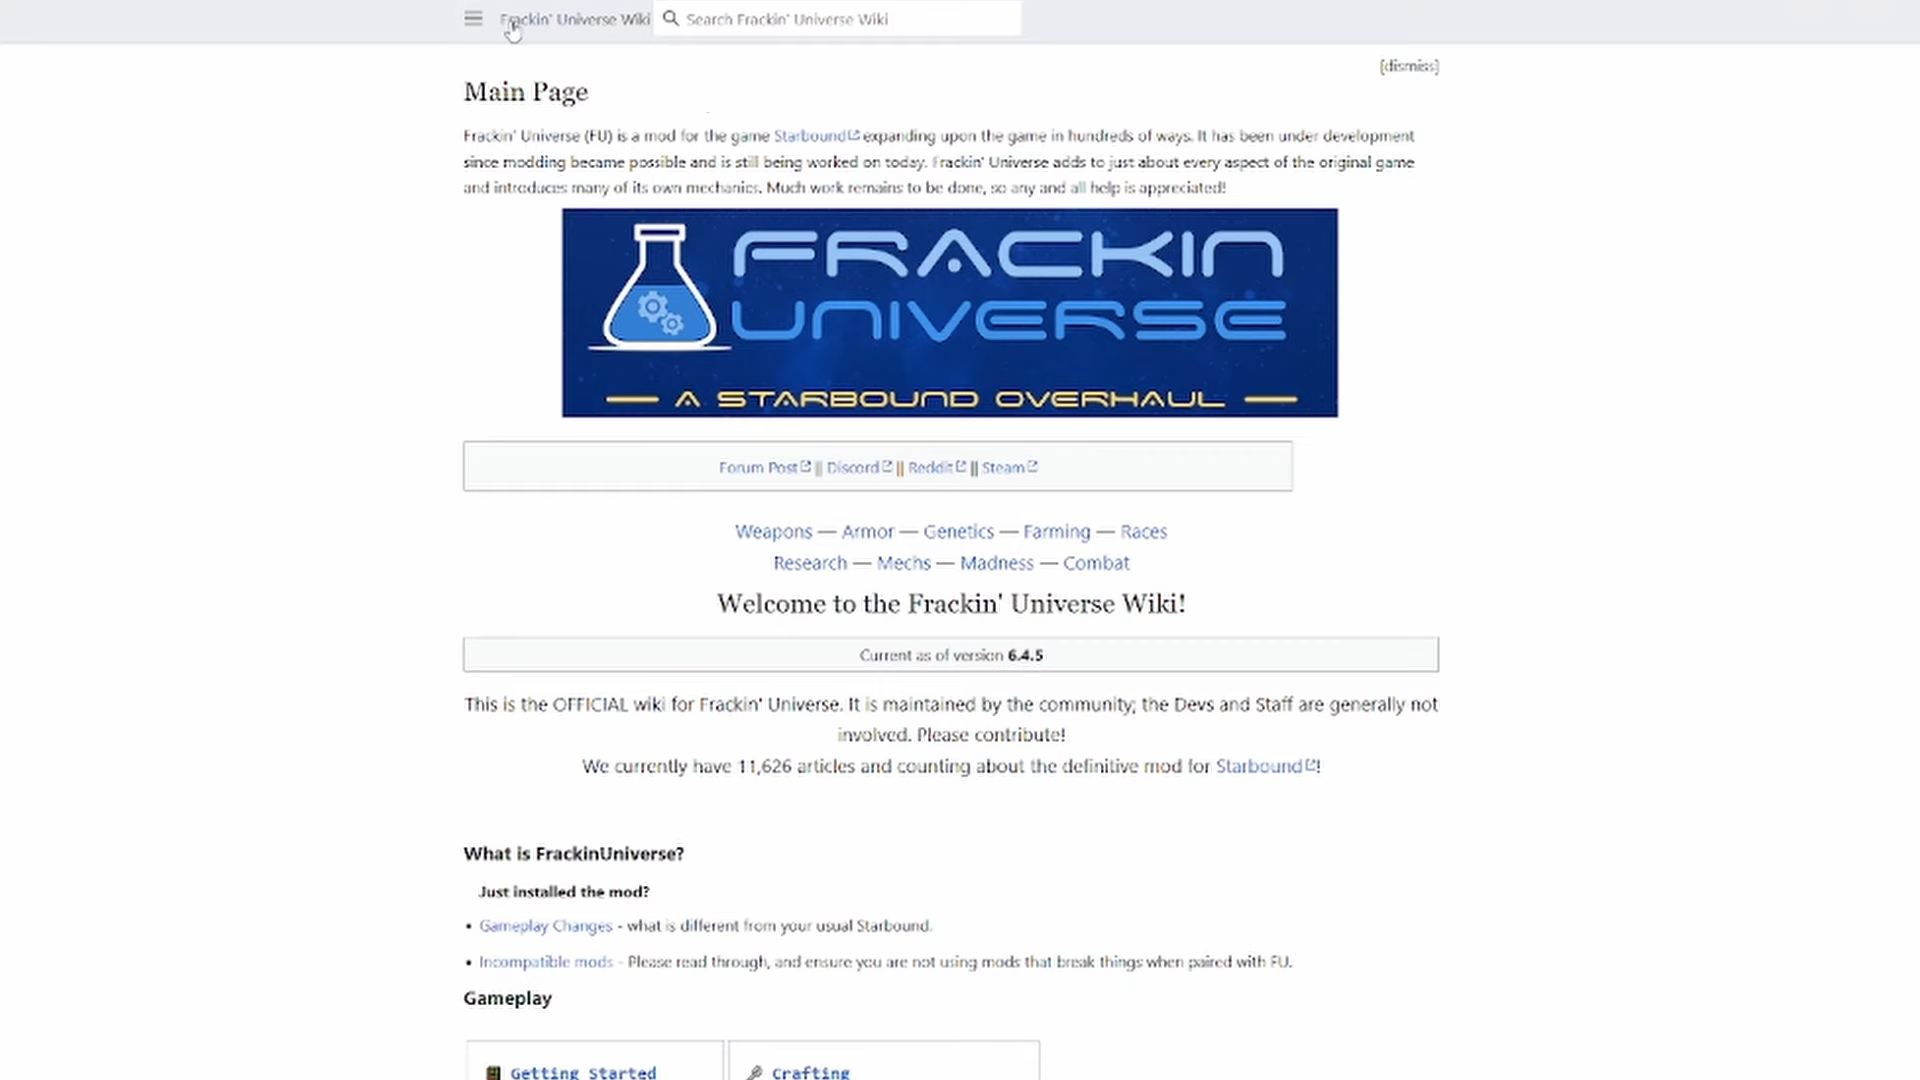 Frackin' Universe Wiki
Search Frackin' Universe Wiki
[dismiss]
Main Page
Frackin' Universe (FU) is a mod for the game Starbound expanding upon the game in hundreds of ways. It has been under development
since modding became possible and is still being worked on today. Frackin' Universe adds to just about every aspect of the original game
and introduces many of its own mechanics. Much work remains to be done, so any and all help is appreciated!
FRACKIN
UNIVERSE
A STARBOUND OVERHAUL
Forum Post || Discord || Reddit || Steam
Weapons — Armor — Genetics — Farming — Races
Research — Mechs — Madness — Combat
Welcome to the Frackin' Universe Wiki!
Current as of version 6.4.5
This is the OFFICIAL wiki for Frackin' Universe. It is maintained by the community; the Devs and Staff are generally not
involved. Please contribute!
We currently have 11,626 articles and counting about the definitive mod for Starbound!
What is FrackinUniverse?
Just installed the mod?
• Gameplay Changes - what is different from your usual Starbound.
• Incompatible mods - Please read through, and ensure you are not using mods that break things when paired with FU.
Gameplay
Getting Started
Crafting